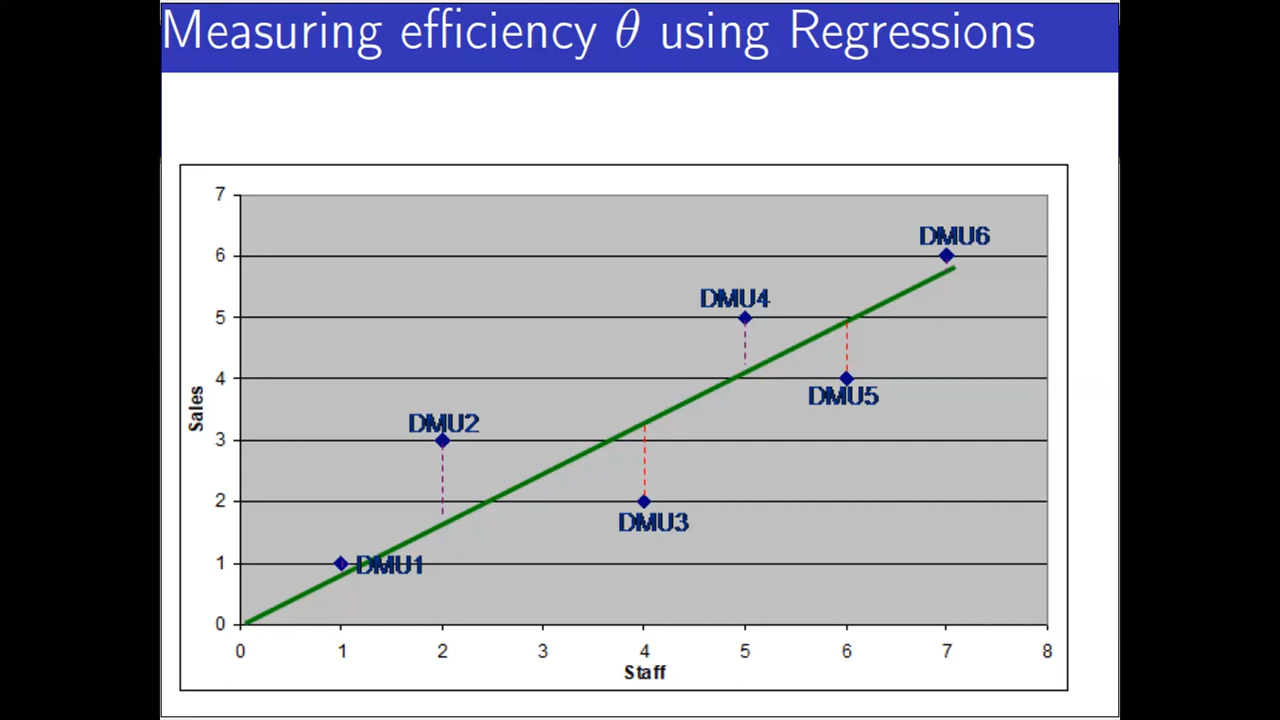 Measuring efficiency θ using Regressions
7
DMU6
6
DMU4
5
4
DMU5
Sales
DMU2
3
2
DMU3
1
DMU1
0
0 1 2 3 4 5 6 7 8
Staff